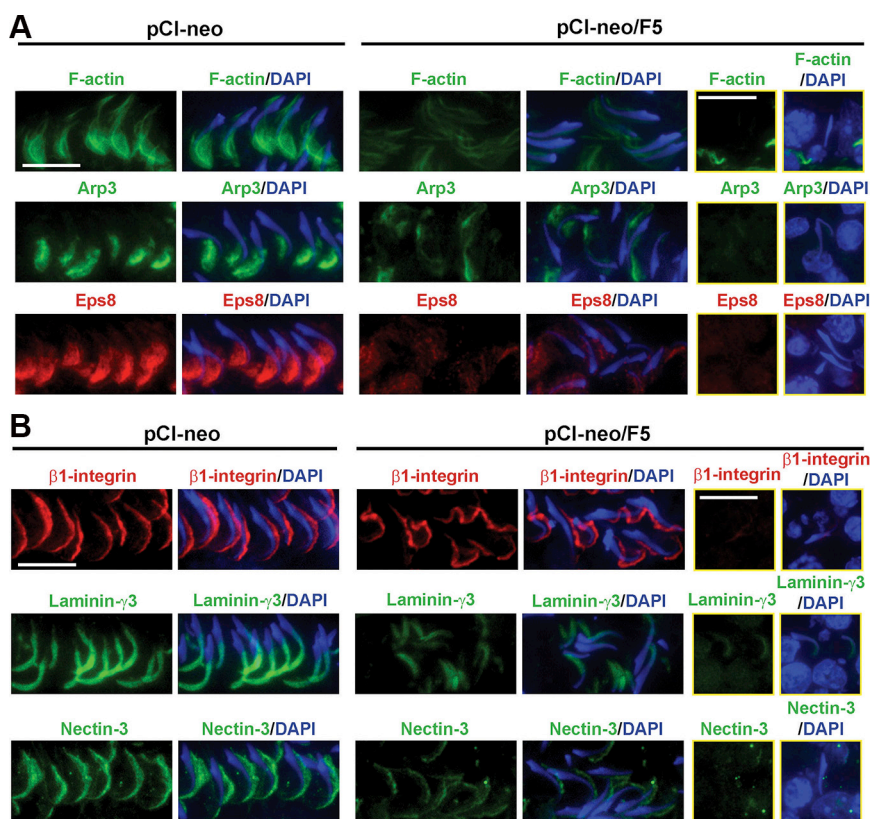 A
pCI-neo
pCI-neo/F5
F-actin
F-actin/DAPI
F-actin
F-actin/DAPI
F-actin
F-actin
/DAPI
Arp3
Arp3/DAPI
Arp3
Arp3/DAPI
Arp3
Arp3/DAPI
Eps8
Eps8/DAPI
Eps8
Eps8/DAPI
Eps8
Eps8/DAPI
B
pCI-neo
pCI-neo/F5
β1-integrin
β1-integrin/DAPI
β1-integrin
β1-integrin/DAPI
β1-integrin
β1-integrin
/DAPI
Laminin-γ3
Laminin-γ3/DAPI
Laminin-γ3
Laminin-γ3/DAPI
Laminin-γ3
Laminin-γ3
/DAPI
Nectin-3
Nectin-3/DAPI
Nectin-3
Nectin-3/DAPI
Nectin-3
Nectin-3
/DAPI